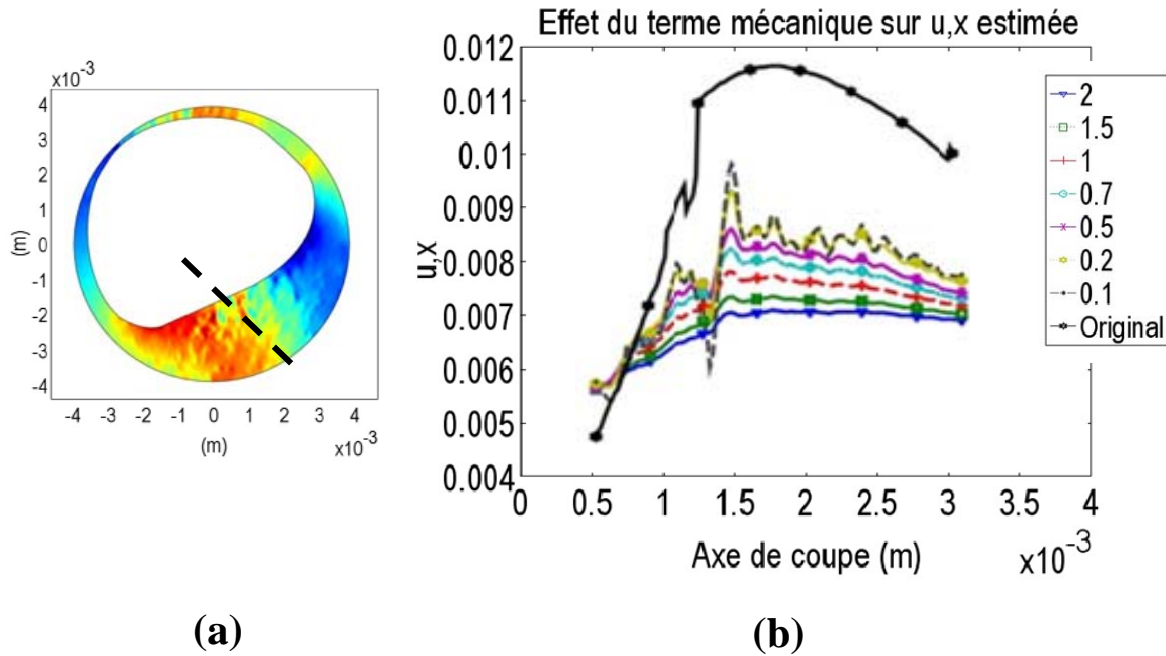 x10-3
4
3
2
1
0
-1
-2
-3
-4
(m)
-4 -3 -2 -1 0 1 2 3 4
(m)
x10-3
(a)
Effet du terme mécanique sur u,x estimée
0.012
0.011
0.01
0.009
0.008
0.007
0.006
0.005
0.004
u,x
0 0.5 1 1.5 2 2.5 3 3.5 4
Axe de coupe (m)
x10-3
2
1.5
1
0.7
0.5
0.2
0.1
Original
(b)